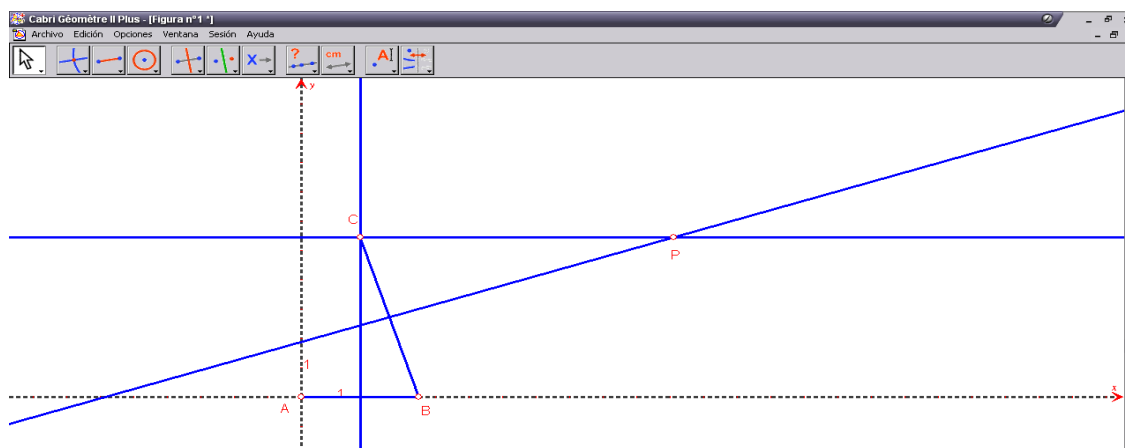 Cabri Géomètre II Plus - [Figura nº1 *]
Archivo Edición Opciones Ventana Sesión Ayuda
? cm A
y
C
P
1
1
A B x